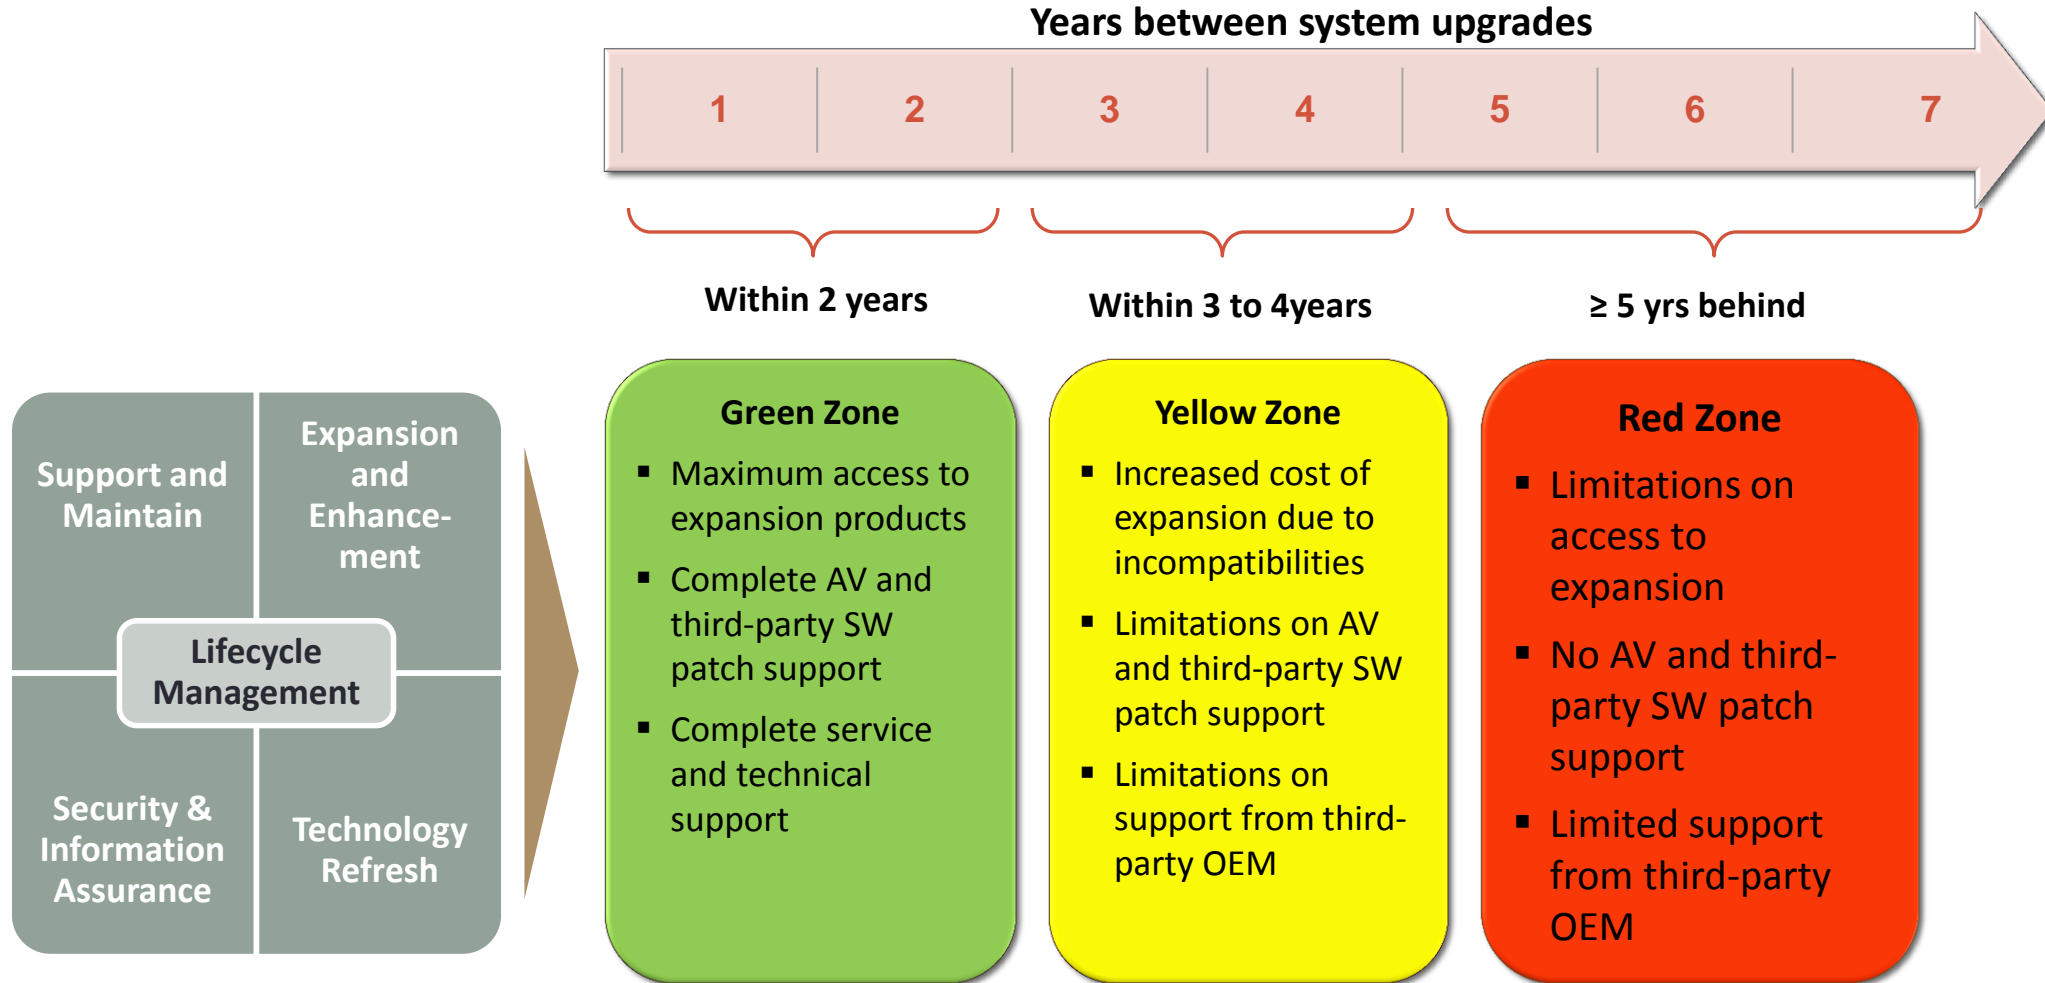 Years between system upgrades
1 2 3 4 5 6 7
Within 2 years
Within 3 to 4years
≥ 5 yrs behind
Support and
Maintain
Expansion
and
Enhance-
ment
Lifecycle
Management
Security &
Information
Assurance
Technology
Refresh
Green Zone
▪ Maximum access to
expansion products
▪ Complete AV and
third-party SW
patch support
▪ Complete service
and technical
support
Yellow Zone
▪ Increased cost of
expansion due to
incompatibilities
▪ Limitations on AV
and third-party SW
patch support
▪ Limitations on
support from third-
party OEM
Red Zone
▪ Limitations on
access to
expansion
▪ No AV and third-
party SW patch
support
▪ Limited support
from third-party
OEM